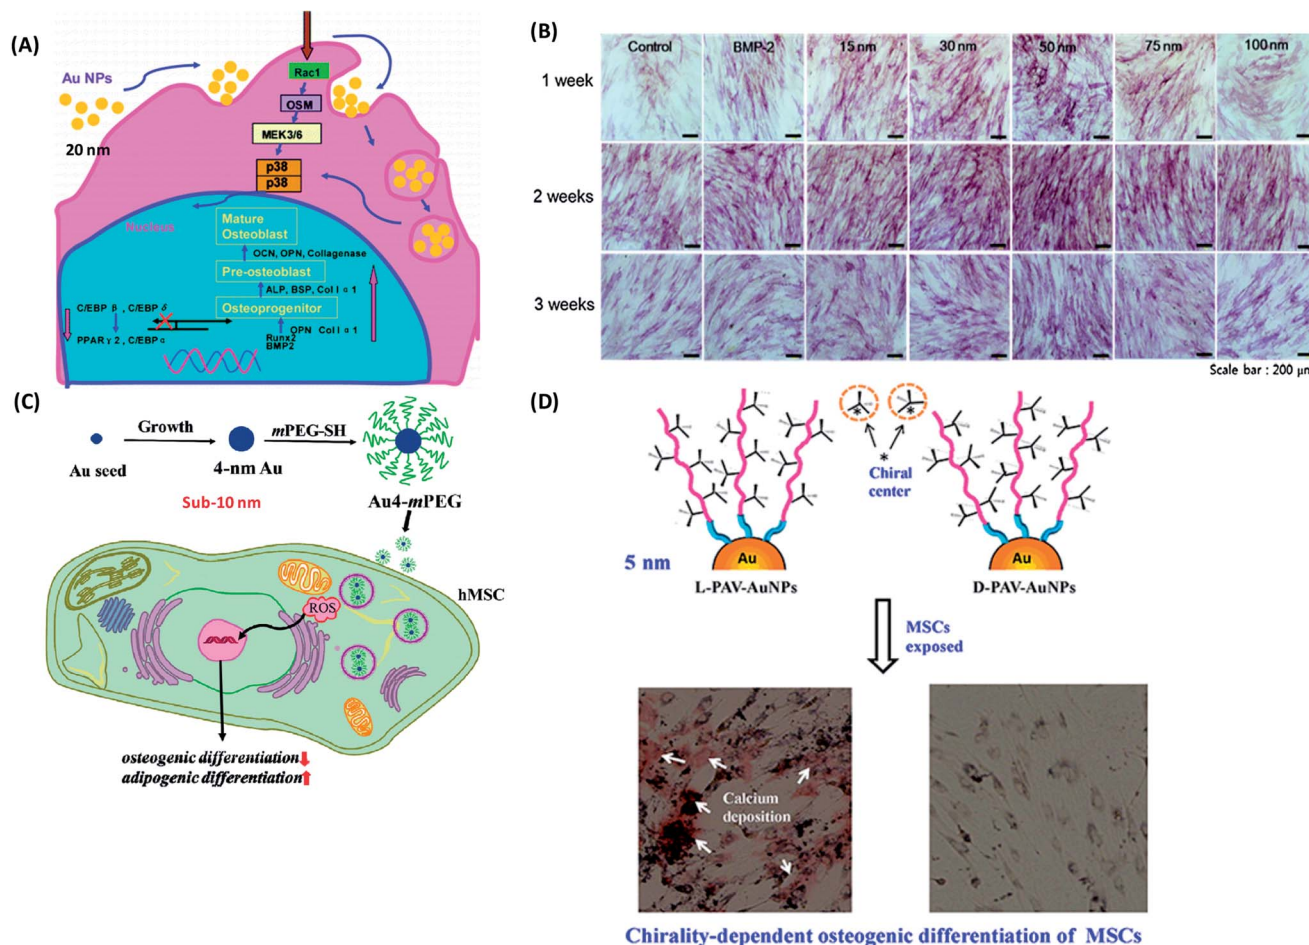 (A)
Au NPs
20 nm
Rac1
OSM
MEK3/6
p38
p38
Nucleus
Mature
Osteoblast
OCN, OPN, Collagenase
Pre-osteoblast
ALP, BSP, Col I α1
Osteoprogenitor
C/EBP β , C/EBP δ
PPAR γ 2 , C/EBP α
OPN Col I α1
Runx2
BMP2
(B)
Control BMP-2 15 nm 30 nm 50 nm 75 nm 100 nm
1 week
2 weeks
3 weeks
Scale bar : 200 μm
(C)
Growth
mPEG-SH
Au seed
4-nm Au
Sub-10 nm
Au4-mPEG
hMSC
ROS
osteogenic differentiation
adipogenic differentiation
(D)
*
*
*
Chiral
center
Au
Au
5 nm
L-PAV-AuNPs
D-PAV-AuNPs
MSCs
exposed
Calcium
deposition
Chirality-dependent osteogenic differentiation of MSCs